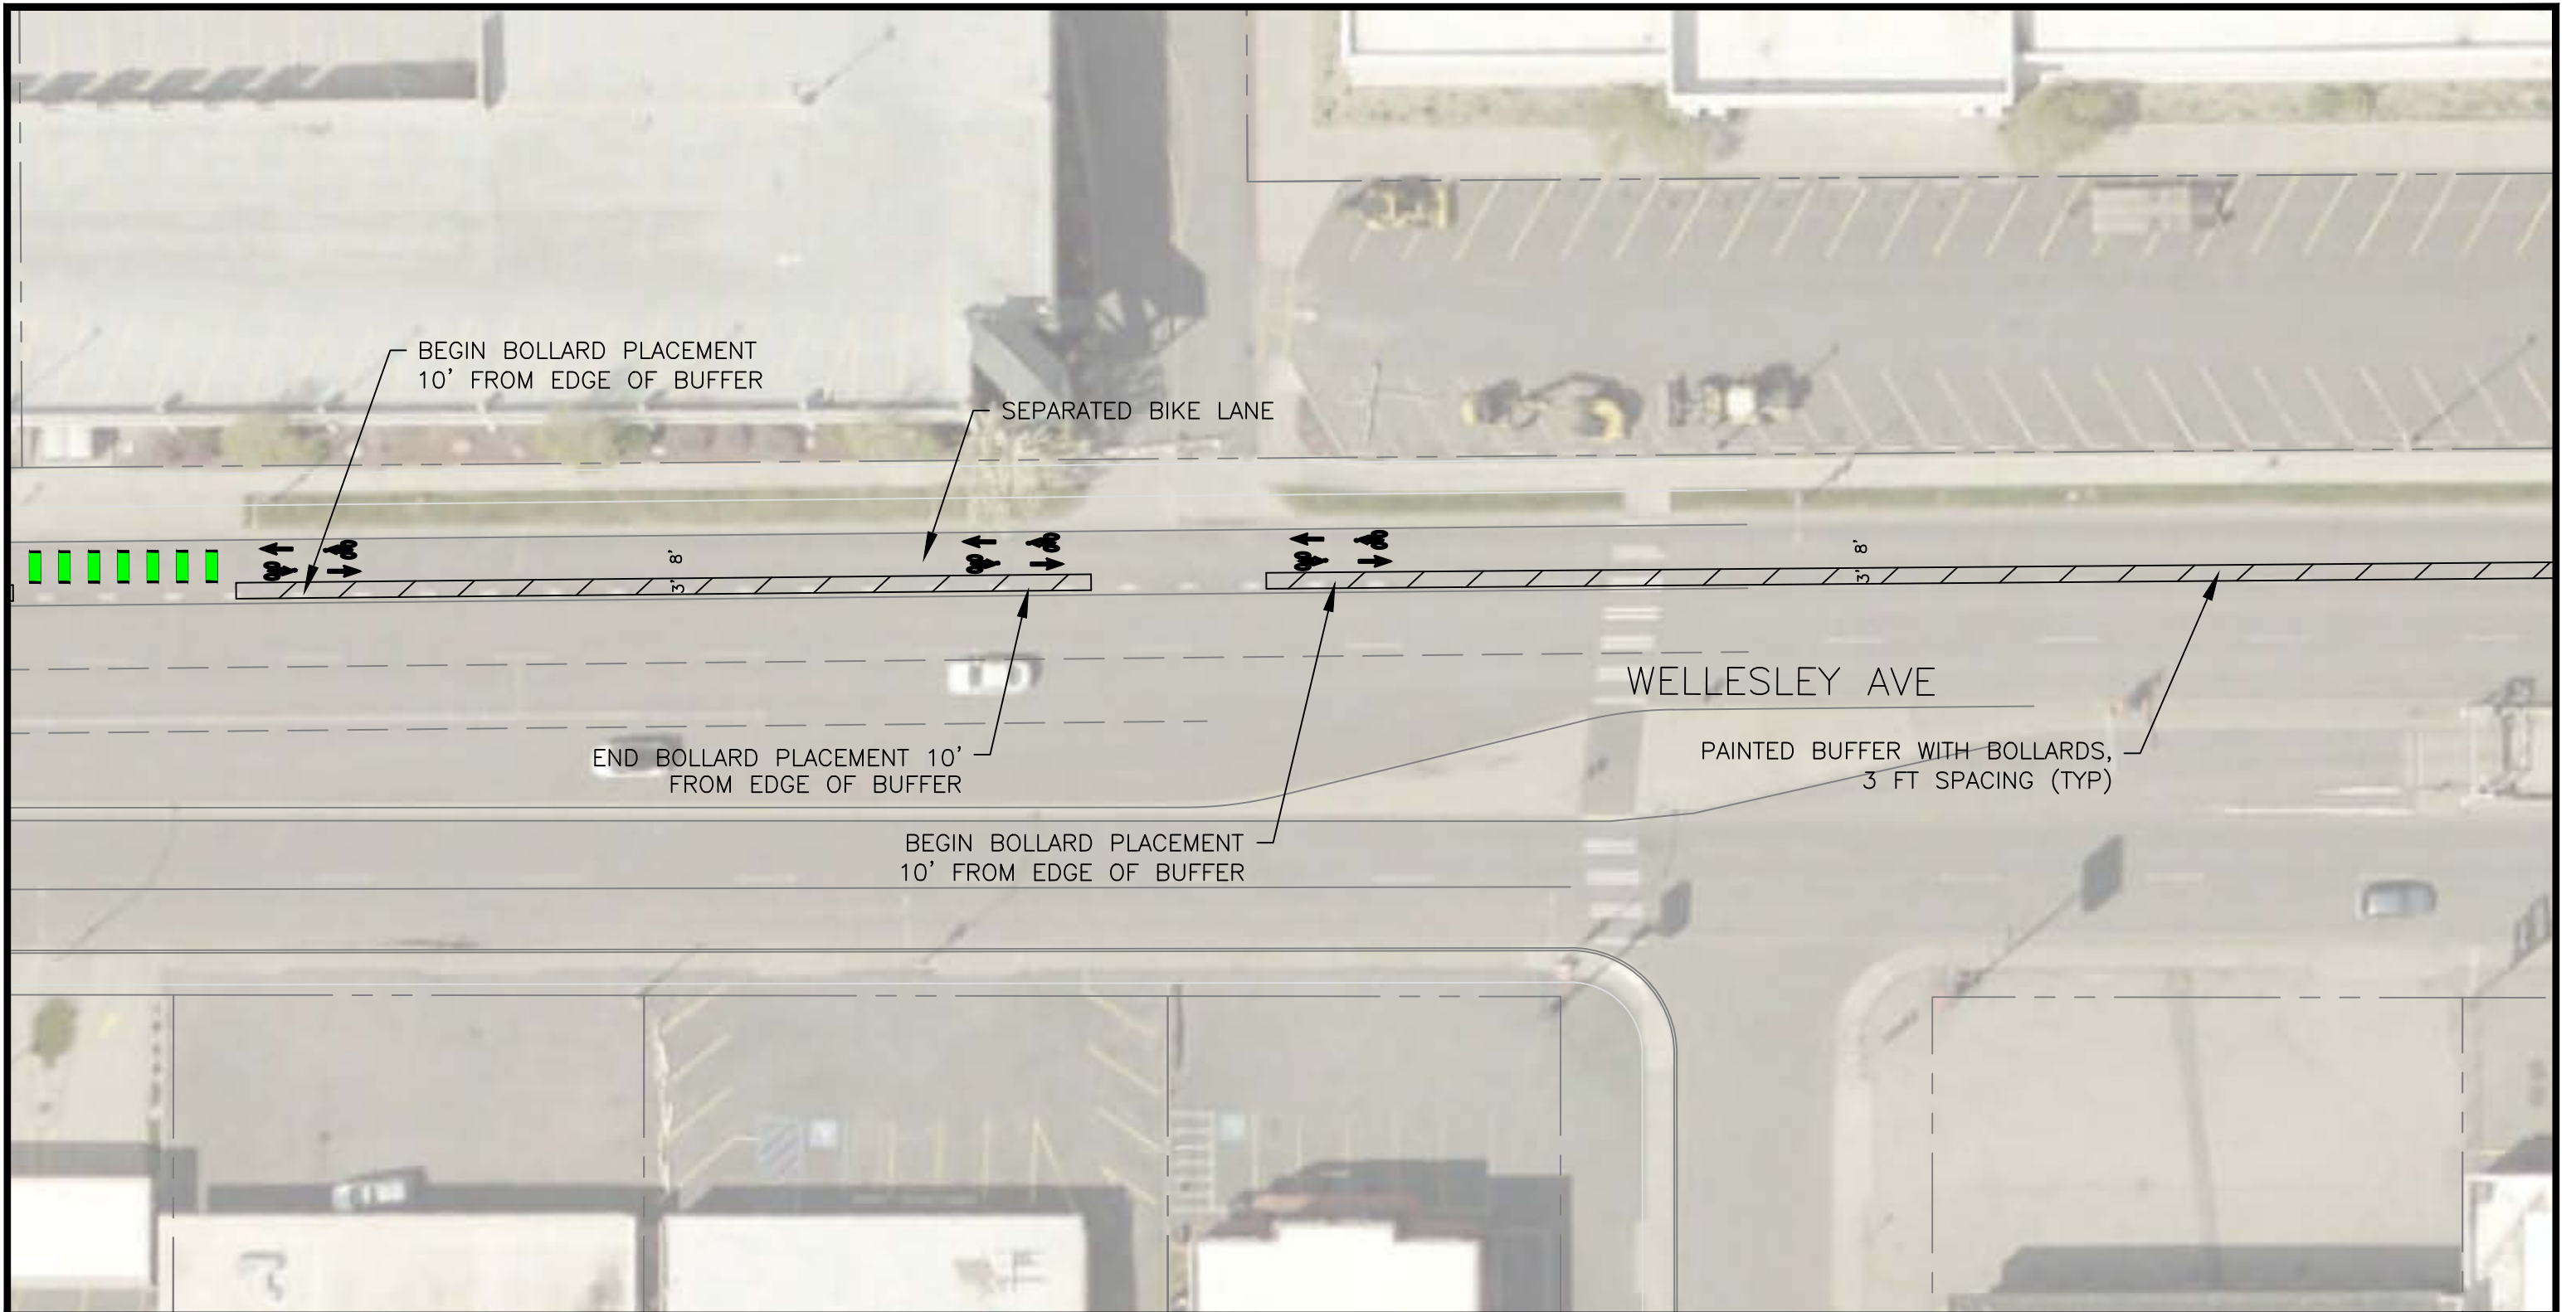 BEGIN BOLLARD PLACEMENT
10' FROM EDGE OF BUFFER
SEPARATED BIKE LANE
8'
3'
8'
3'
WELLESLEY AVE
END BOLLARD PLACEMENT 10'
FROM EDGE OF BUFFER
PAINTED BUFFER WITH BOLLARDS,
3 FT SPACING (TYP)
BEGIN BOLLARD PLACEMENT
10' FROM EDGE OF BUFFER